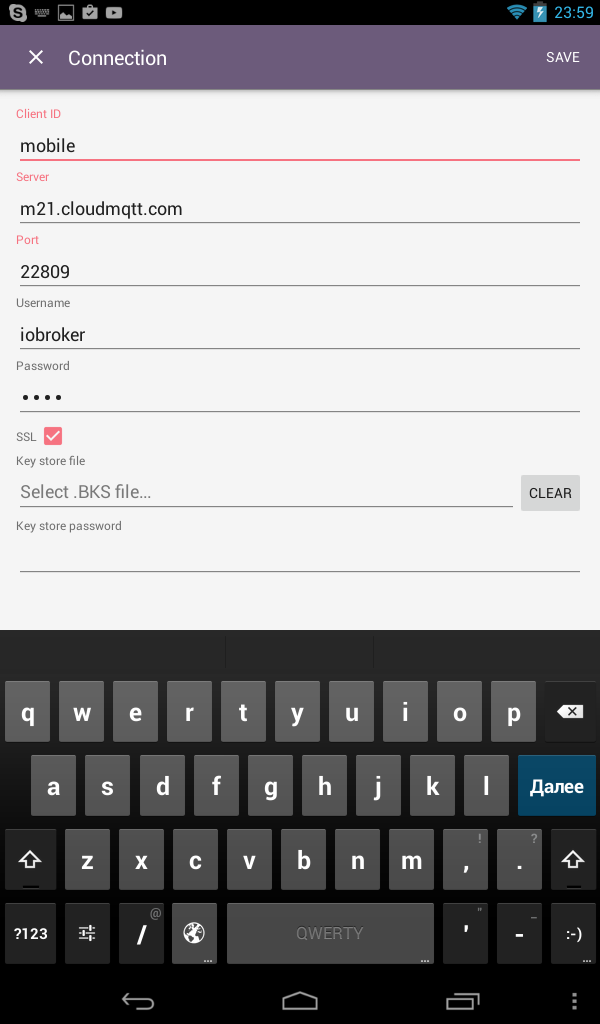 23:59
Connection SAVE
Client ID
mobile
Server
m21.cloudmqtt.com
Port
22809
Username
iobroker
Password
••••
SSL
Key store file
Select .BKS file... CLEAR
Key store password
q w e r t y u i o p
a s d f g h j k l Далее
z x c v b n m , ! . ?
?123 / @ QWERTY ' " - _ :-)